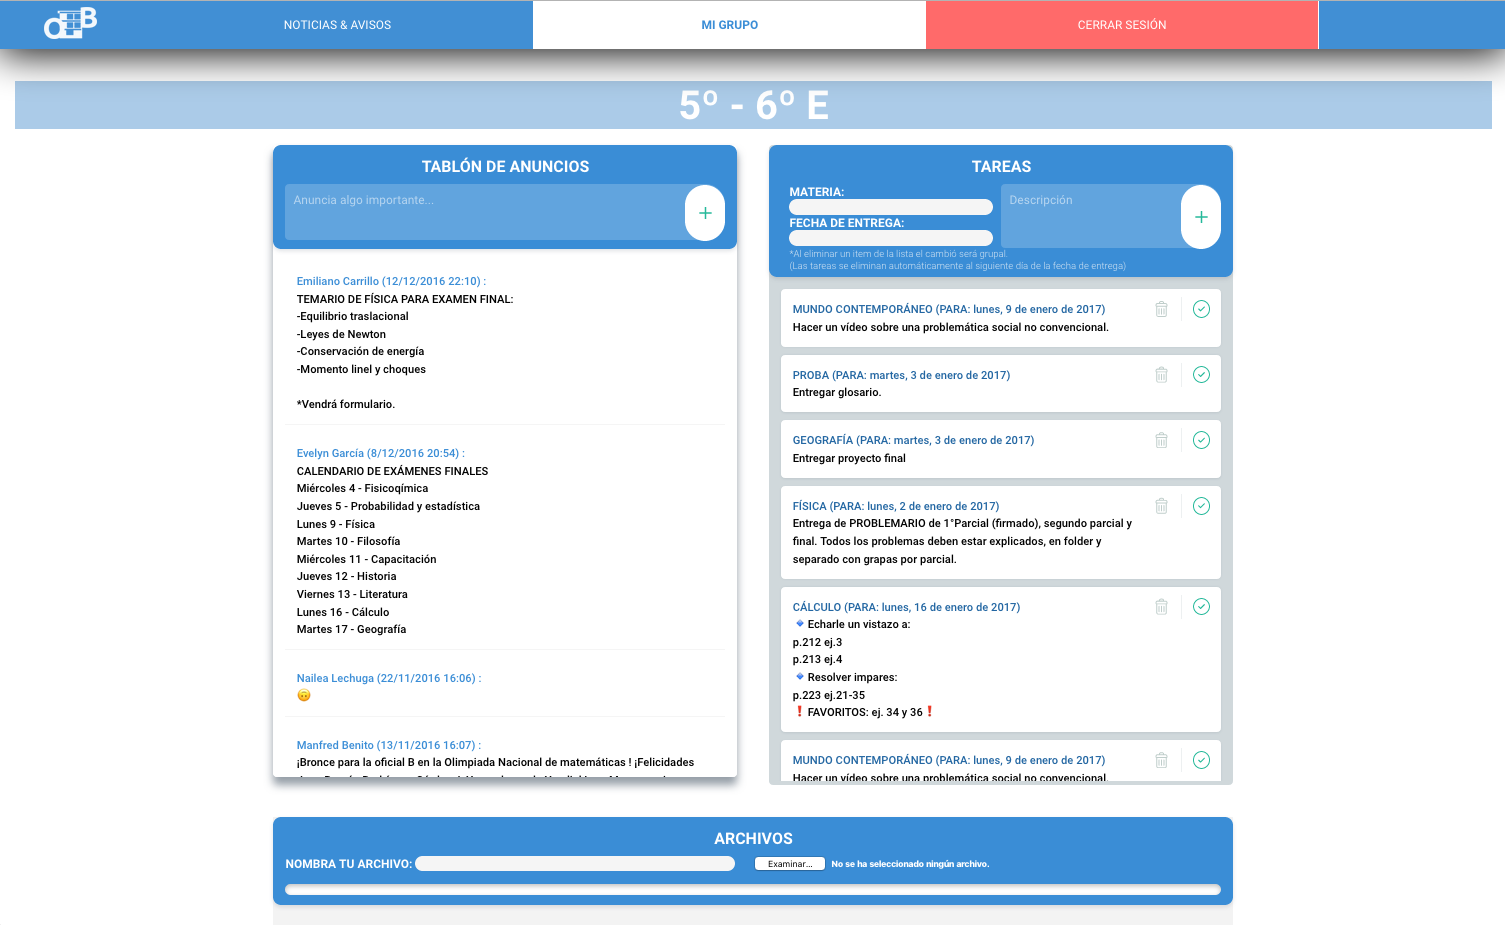 OB
NOTICIAS & AVISOS
MI GRUPO
CERRAR SESIÓN
5º - 6º E
TABLÓN DE ANUNCIOS
Anuncia algo importante...
+
Emiliano Carrillo (12/12/2016 22:10) :
TEMARIO DE FÍSICA PARA EXAMEN FINAL:
-Equilibrio traslacional
-Leyes de Newton
-Conservación de energía
-Momento linel y choques
*Vendrá formulario.
Evelyn García (8/12/2016 20:54) :
CALENDARIO DE EXÁMENES FINALES
Miércoles 4 - Fisicoqímica
Jueves 5 - Probabilidad y estadística
Lunes 9 - Física
Martes 10 - Filosofía
Miércoles 11 - Capacitación
Jueves 12 - Historia
Viernes 13 - Literatura
Lunes 16 - Cálculo
Martes 17 - Geografía
Nailea Lechuga (22/11/2016 16:06) :
🙃
Manfred Benito (13/11/2016 16:07) :
¡Bronce para la oficial B en la Olimpiada Nacional de matemáticas ! ¡Felicidades
TAREAS
MATERIA:
FECHA DE ENTREGA:
Descripción
+
*Al eliminar un item de la lista el cambió será grupal.
(Las tareas se eliminan automáticamente al siguiente día de la fecha de entrega)
MUNDO CONTEMPORÁNEO (PARA: lunes, 9 de enero de 2017)
Hacer un vídeo sobre una problemática social no convencional.
PROBA (PARA: martes, 3 de enero de 2017)
Entregar glosario.
GEOGRAFÍA (PARA: martes, 3 de enero de 2017)
Entregar proyecto final
FÍSICA (PARA: lunes, 2 de enero de 2017)
Entrega de PROBLEMARIO de 1°Parcial (firmado), segundo parcial y
final. Todos los problemas deben estar explicados, en folder y
separado con grapas por parcial.
CÁLCULO (PARA: lunes, 16 de enero de 2017)
🔹Echarle un vistazo a:
p.212 ej.3
p.213 ej.4
🔹Resolver impares:
p.223 ej.21-35
❗FAVORITOS: ej. 34 y 36❗
MUNDO CONTEMPORÁNEO (PARA: lunes, 9 de enero de 2017)
Hacer un vídeo sobre una problemática social no convencional.
ARCHIVOS
NOMBRA TU ARCHIVO:
Examinar...
No se ha seleccionado ningún archivo.